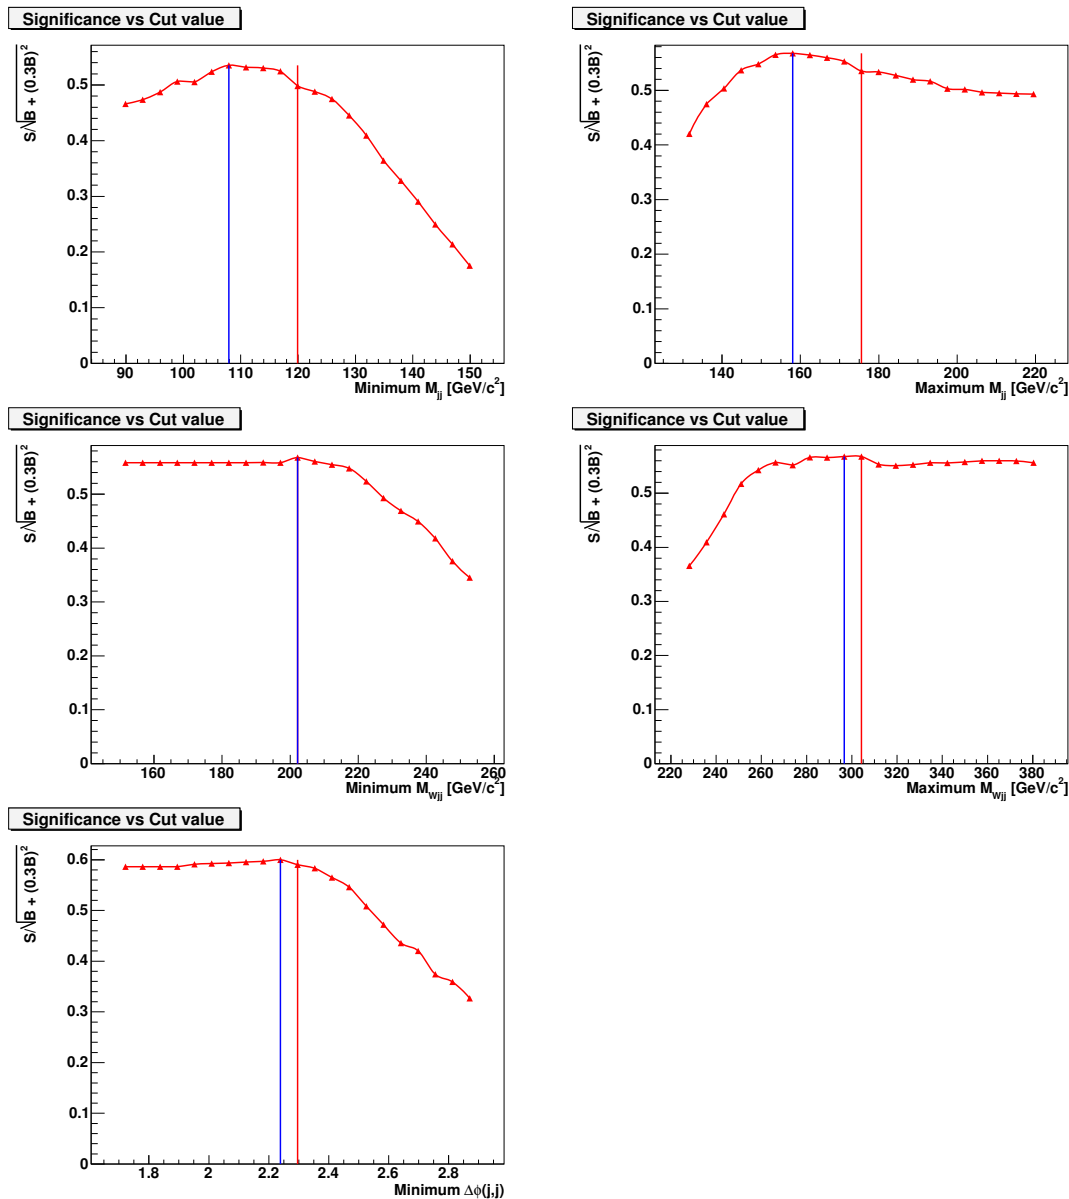 Significance vs Cut value
S/√B + (0.3B)²
0.5
0.4
0.3
0.2
0.1
0
90 100 110 120 130 140 150
Minimum M_jj [GeV/c²]
Significance vs Cut value
S/√B + (0.3B)²
0.5
0.4
0.3
0.2
0.1
0
140 160 180 200 220
Maximum M_jj [GeV/c²]
Significance vs Cut value
S/√B + (0.3B)²
0.5
0.4
0.3
0.2
0.1
0
160 180 200 220 240 260
Minimum M_Wjj [GeV/c²]
Significance vs Cut value
S/√B + (0.3B)²
0.5
0.4
0.3
0.2
0.1
0
220 240 260 280 300 320 340 360 380
Maximum M_Wjj [GeV/c²]
Significance vs Cut value
S/√B + (0.3B)²
0.6
0.5
0.4
0.3
0.2
0.1
0
1.8 2 2.2 2.4 2.6 2.8
Minimum Δϕ(j,j)